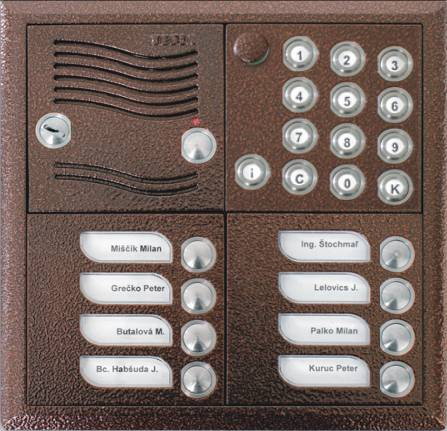 1 2 3
4 5 6
7 8 9
i C 0 K
Miščík Milan
Grečko Peter
Butalová M.
Bc. Habšuda J.
Ing. Štochmaľ
Lelovics J.
Palko Milan
Kuruc Peter